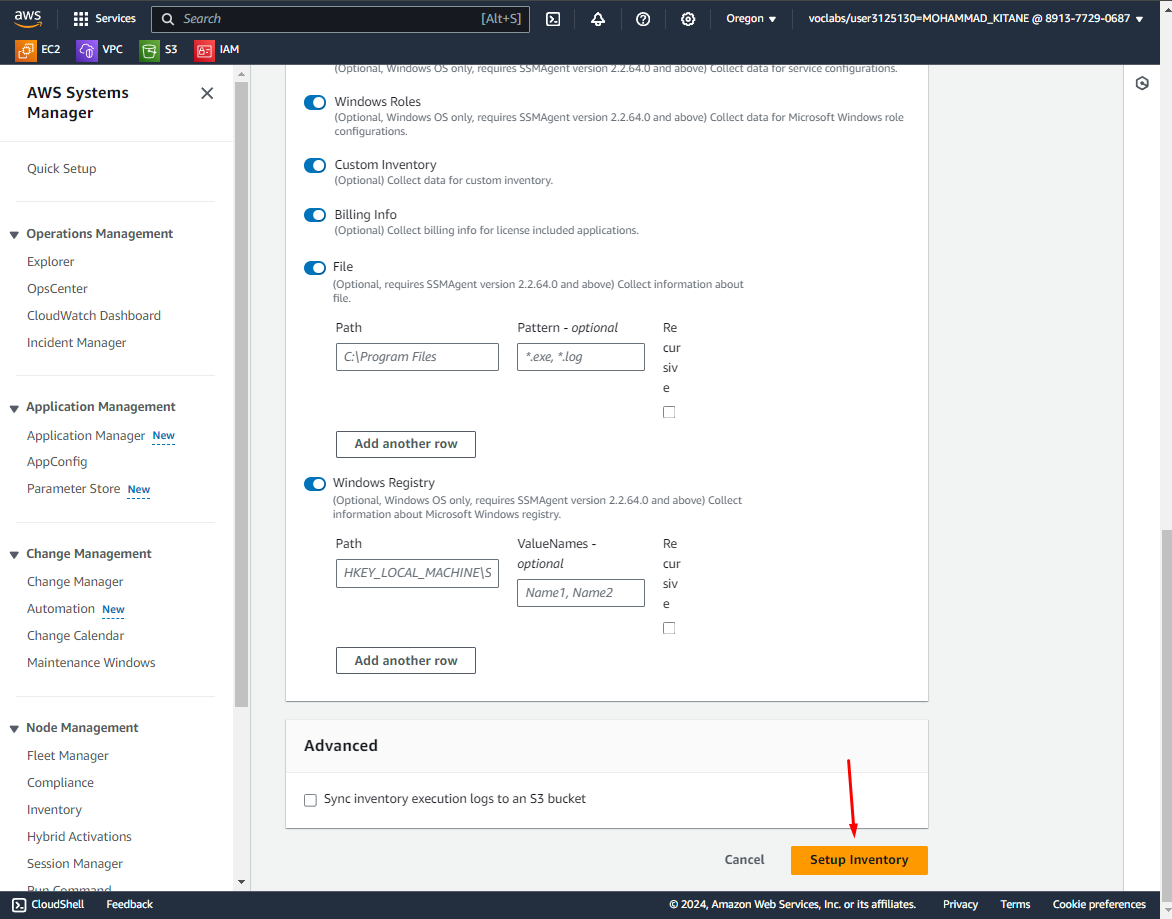 aws
Services
Search
[Alt+S]
Oregon
voclabs/user3125130=MOHAMMAD_KITANE @ 8913-7729-0687
EC2
VPC
S3
IAM
AWS Systems
Manager
Quick Setup
Operations Management
Explorer
OpsCenter
CloudWatch Dashboard
Incident Manager
Application Management
Application Manager New
AppConfig
Parameter Store New
Change Management
Change Manager
Automation New
Change Calendar
Maintenance Windows
Node Management
Fleet Manager
Compliance
Inventory
Hybrid Activations
Session Manager
Run Command
(Optional, Windows OS only, requires SSMAgent version 2.2.64.0 and above) Collect data for service configurations.
Windows Roles
(Optional, Windows OS only, requires SSMAgent version 2.2.64.0 and above) Collect data for Microsoft Windows role
configurations.
Custom Inventory
(Optional) Collect data for custom inventory.
Billing Info
(Optional) Collect billing info for license included applications.
File
(Optional, requires SSMAgent version 2.2.64.0 and above) Collect information about
file.
Path
Pattern - optional
Re
cur
siv
e
C:\Program Files
*.exe, *.log
Add another row
Windows Registry
(Optional, Windows OS only, requires SSMAgent version 2.2.64.0 and above) Collect
information about Microsoft Windows registry.
Path
ValueNames -
optional
Re
cur
siv
e
HKEY_LOCAL_MACHINE\S
Name1, Name2
Add another row
Advanced
Sync inventory execution logs to an S3 bucket
Cancel
Setup Inventory
CloudShell
Feedback
© 2024, Amazon Web Services, Inc. or its affiliates.
Privacy
Terms
Cookie preferences